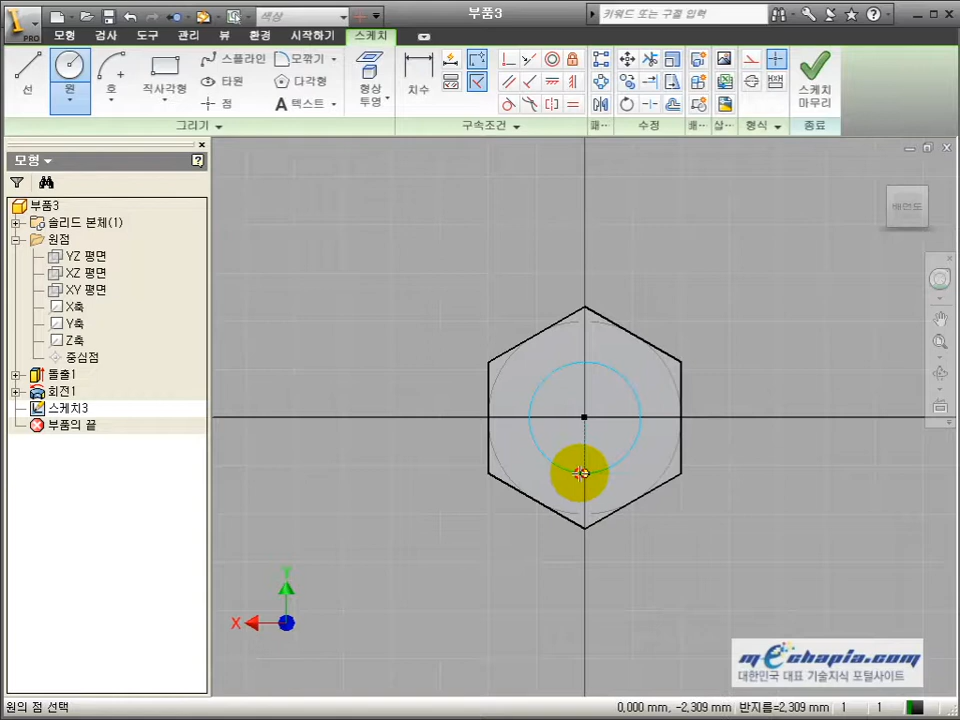 부품3
색상
키워드 또는 구절 입력
PRO
모형 검사 도구 관리 뷰 환경 시작하기 스케치
선 원 호 직사각형
스플라인 모깎기
타원 다각형
점 A 텍스트
형상
투영
치수
스케치
마무리
그리기 구속조건 패·· 수정 배·· 삽·· 형식 종료
모형
부품3
솔리드 본체(1)
원점
YZ 평면
XZ 평면
XY 평면
X축
Y축
Z축
중심점
돌출1
회전1
스케치3
부품의 끝
배면도
Y
X
mechapia.com
대한민국 대표 기술지식 포털사이트
원의 점 선택
0,000 mm, -2,309 mm 반지름=2,309 mm 1 1